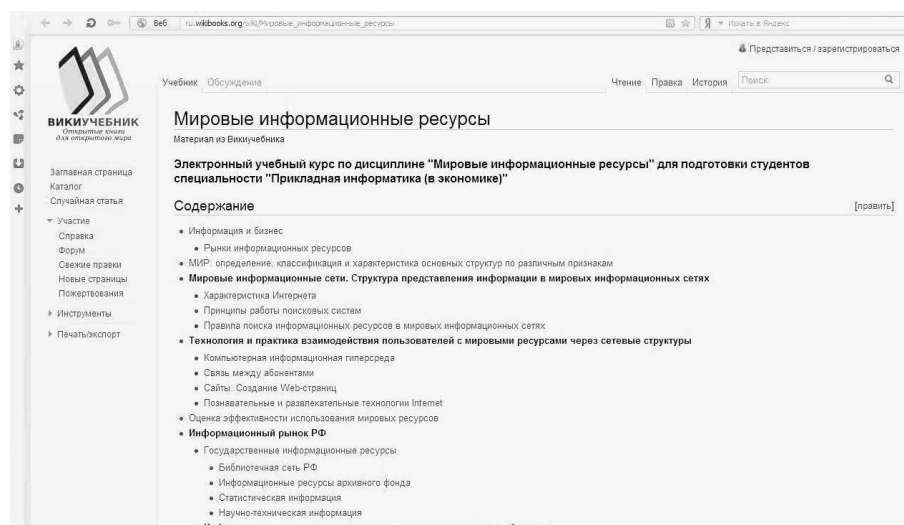 Веб ru.wikibooks.org/wiki/Мировые_информационные_ресурсы
Искать в Яндекс
Представиться / зарегистрироваться
Учебник Обсуждение
Чтение Правка История Поиск
ВИКИУЧЕБНИК
Открытые книги
для открытого мира
Заглавная страница
Каталог
Случайная статья
Участие
Справка
Форум
Свежие правки
Новые страницы
Пожертвования
Инструменты
Печать/экспорт
Мировые информационные ресурсы
Материал из Викиучебника
Электронный учебный курс по дисциплине "Мировые информационные ресурсы" для подготовки студентов
специальности "Прикладная информатика (в экономике)"
Содержание [править]
Информация и бизнес
Рынки информационных ресурсов
МИР: определение, классификация и характеристика основных структур по различным признакам
Мировые информационные сети. Структура представления информации в мировых информационных сетях
Характеристика Интернета
Принципы работы поисковых систем
Правила поиска информационных ресурсов в мировых информационных сетях
Технология и практика взаимодействия пользователей с мировыми ресурсами через сетевые структуры
Компьютерная информационная гиперсреда
Связь между абонентами
Сайты. Создание Web-страниц
Познавательные и развлекательные технологии Internet
Оценка эффективности использования мировых ресурсов
Информационный рынок РФ
Государственные информационные ресурсы
Библиотечная сеть РФ
Информационные ресурсы архивного фонда
Статистическая информация
Научно-техническая информация